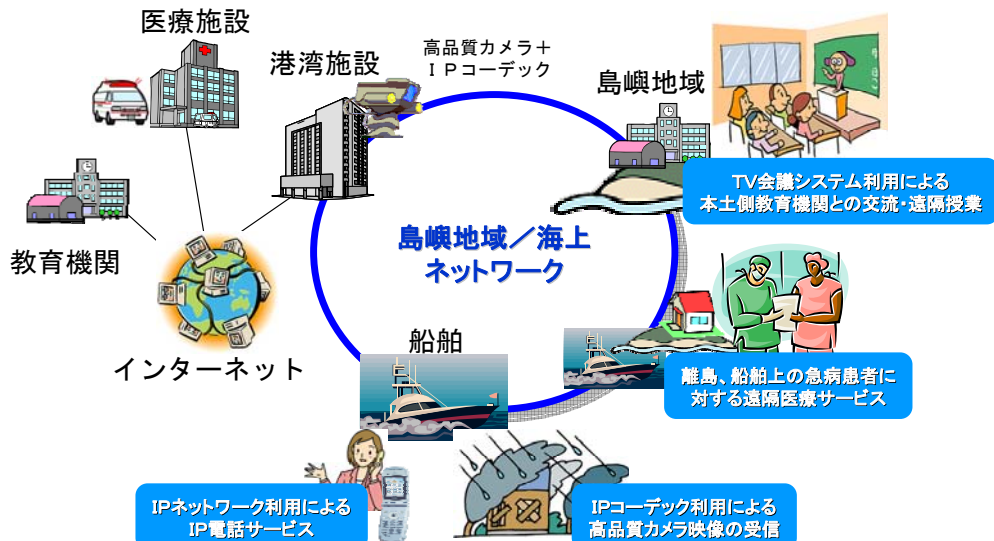 医療施設
港湾施設
高品質カメラ+
IPコーデック
島嶼地域
TV会議システム利用による
本土側教育機関との交流・遠隔授業
教育機関
島嶼地域/海上
ネットワーク
インターネット
船舶
離島、船舶上の急病患者に
対する遠隔医療サービス
IPネットワーク利用による
IP電話サービス
IPコーデック利用による
高品質カメラ映像の受信